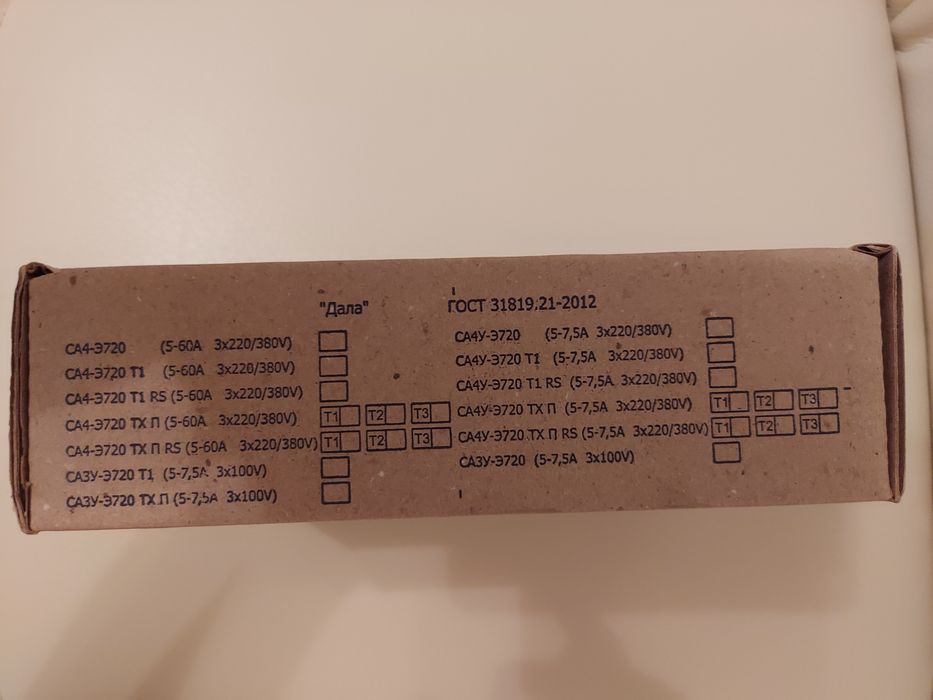 "Дала"
СА4-Э720 (5-60А 3х220/380V)
СА4-Э720 Т1 (5-60А 3х220/380V)
СА4-Э720 Т1 RS (5-60А 3х220/380V)
СА4-Э720 ТХ П (5-60А 3х220/380V) Т1 Т2 Т3
СА4-Э720 ТХ П RS (5-60А 3х220/380V) Т1 Т2 Т3
СА3У-Э720 Т1 (5-7,5А 3х100V)
СА3У-Э720 ТХ П (5-7,5А 3х100V)
ГОСТ 31819.21-2012
СА4У-Э720 (5-7,5А 3х220/380V)
СА4У-Э720 Т1 (5-7,5А 3х220/380V)
СА4У-Э720 Т1 RS (5-7,5А 3х220/380V)
СА4У-Э720 ТХ П (5-7,5А 3х220/380V) Т1 Т2 Т3
СА4У-Э720 ТХ П RS (5-7,5А 3х220/380V) Т1 Т2 Т3
СА3У-Э720 (5-7,5А 3х100V)